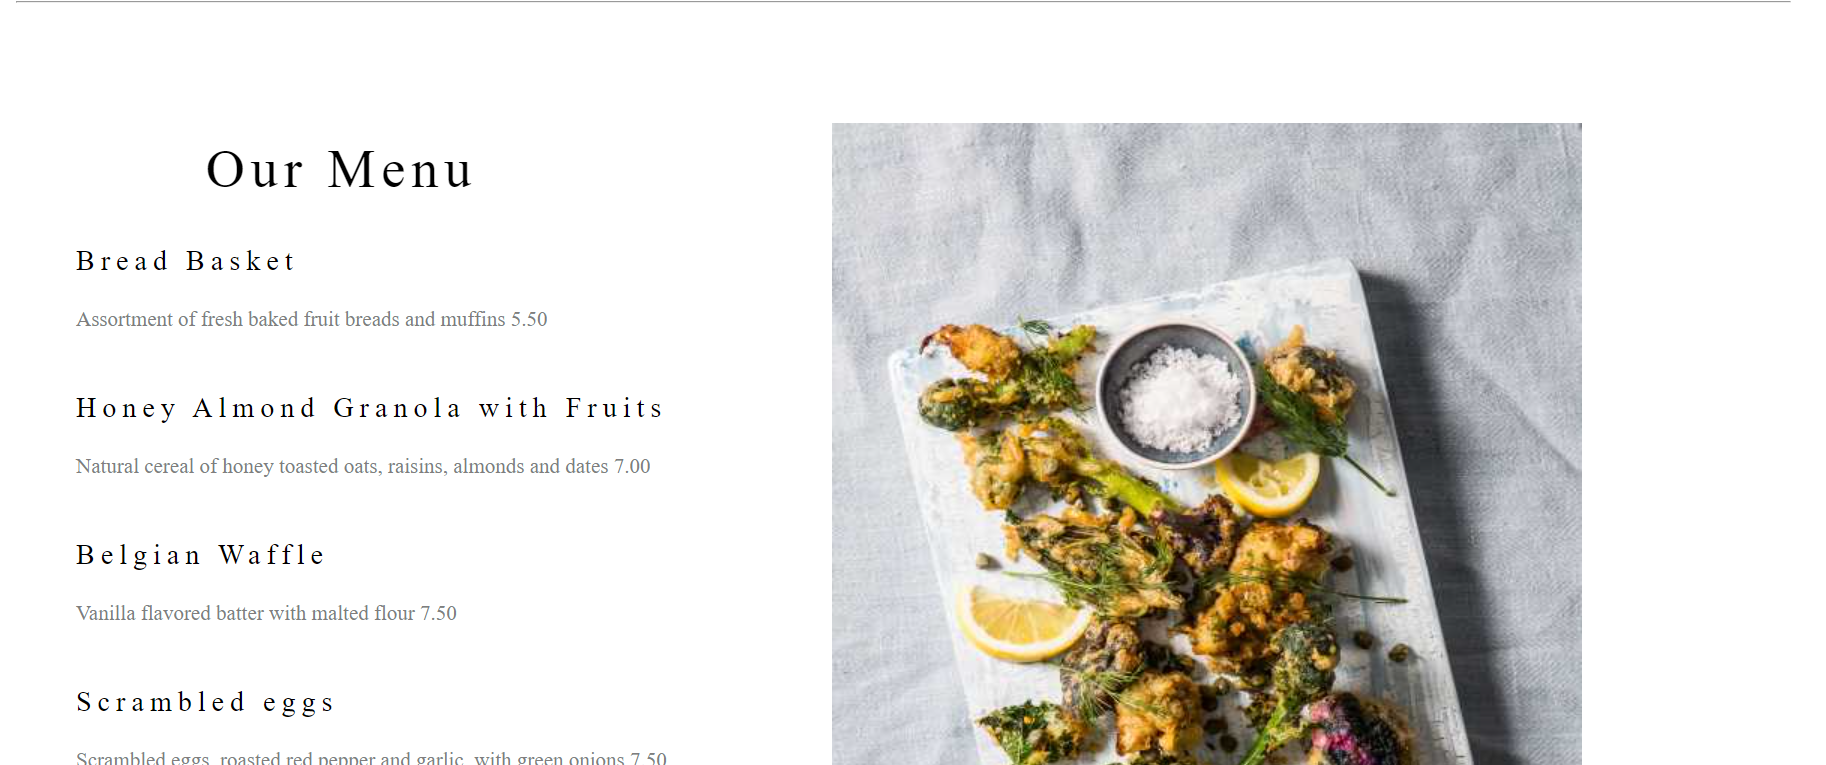 Our Menu
Bread Basket
Assortment of fresh baked fruit breads and muffins 5.50
Honey Almond Granola with Fruits
Natural cereal of honey toasted oats, raisins, almonds and dates 7.00
Belgian Waffle
Vanilla flavored batter with malted flour 7.50
Scrambled eggs
Scrambled eggs, roasted red pepper and garlic, with green onions 7.50